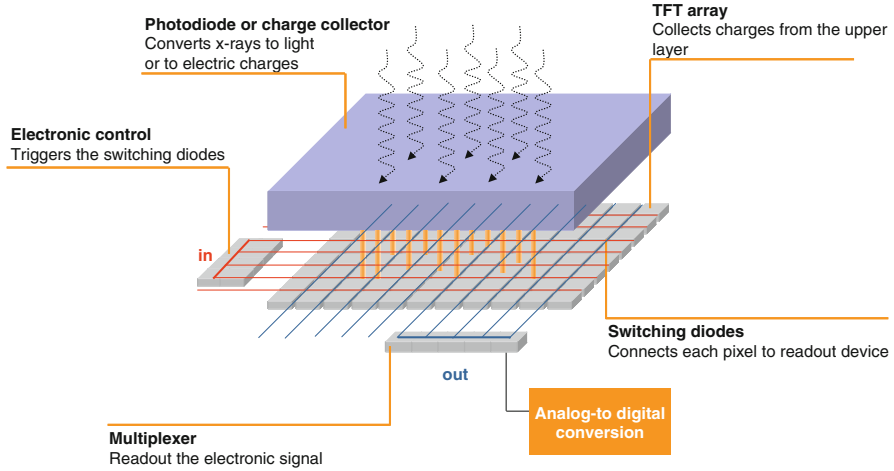 Photodiode or charge collector
Converts x-rays to light
or to electric charges
TFT array
Collects charges from the upper
layer
Electronic control
Triggers the switching diodes
in
Switching diodes
Connects each pixel to readout device
out
Analog-to digital
conversion
Multiplexer
Readout the electronic signal